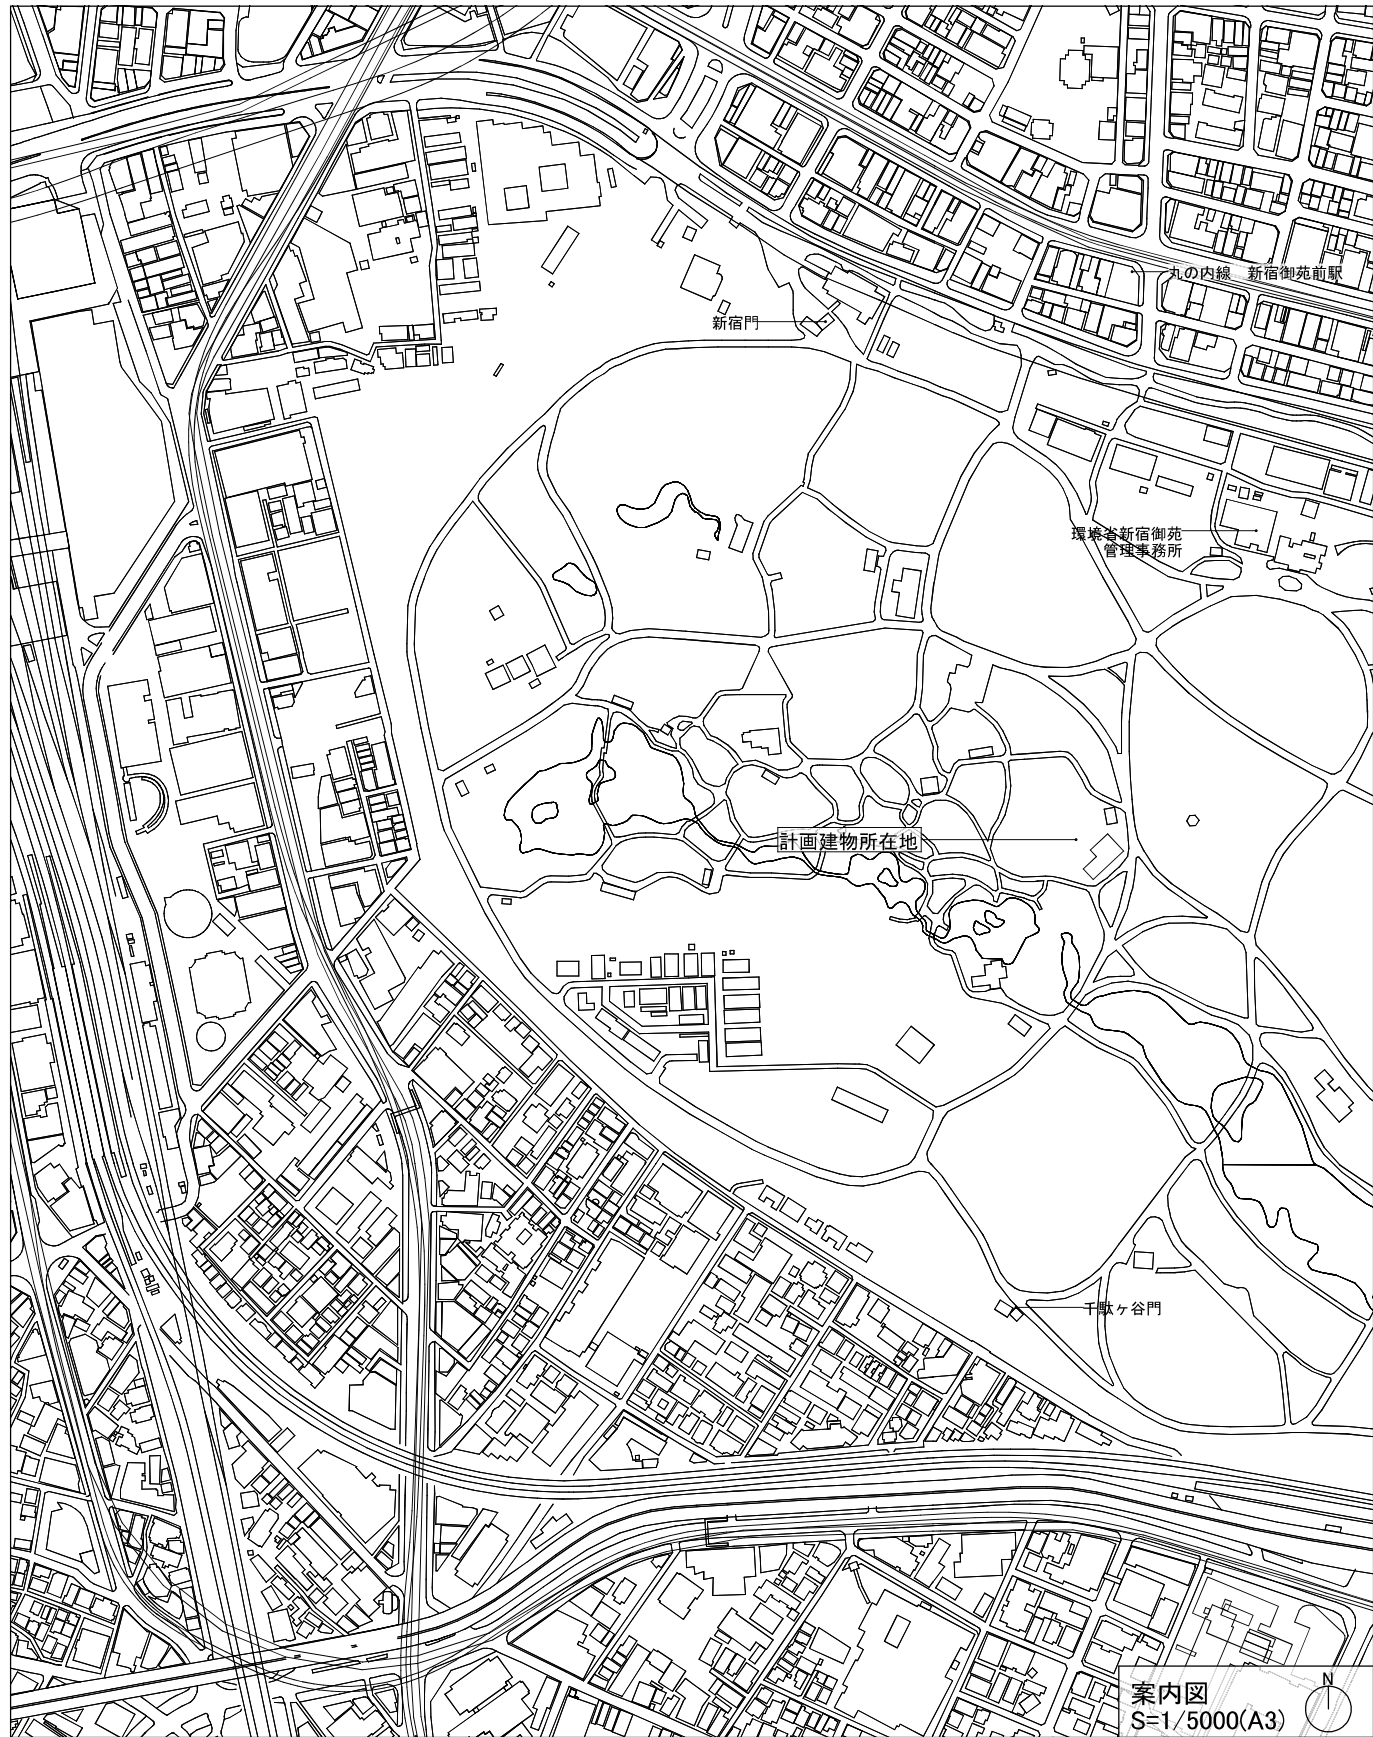 丸の内線　新宿御苑前駅
新宿門
環境省新宿御苑
管理事務所
計画建物所在地
千駄ヶ谷門
案内図
S=1/5000(A3)
N